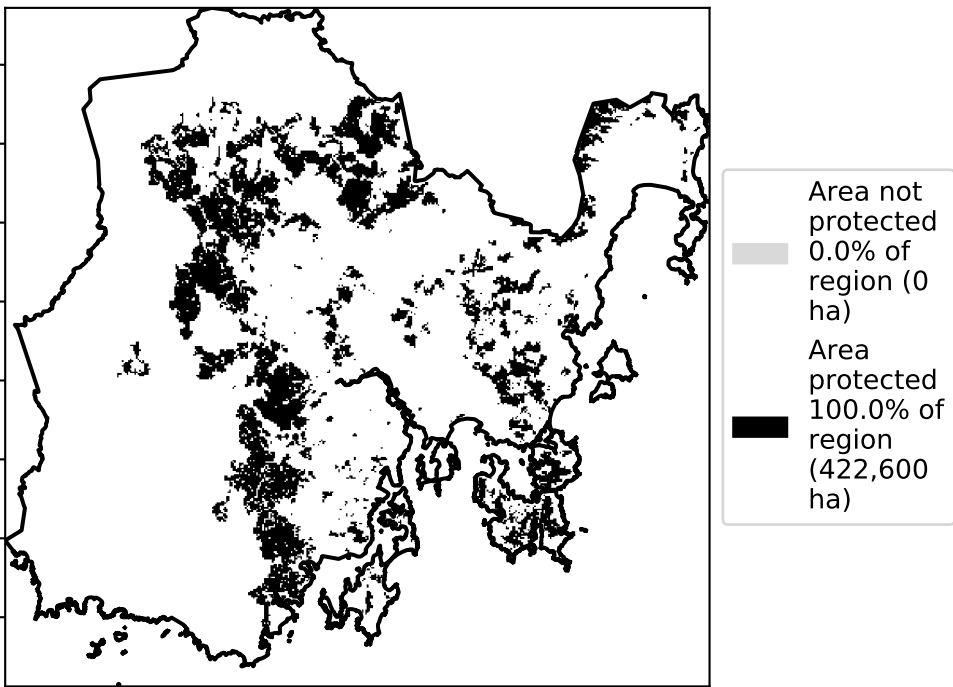 Area not
protected
0.0% of
region (0
ha)
Area
protected
100.0% of
region
(422,600
ha)